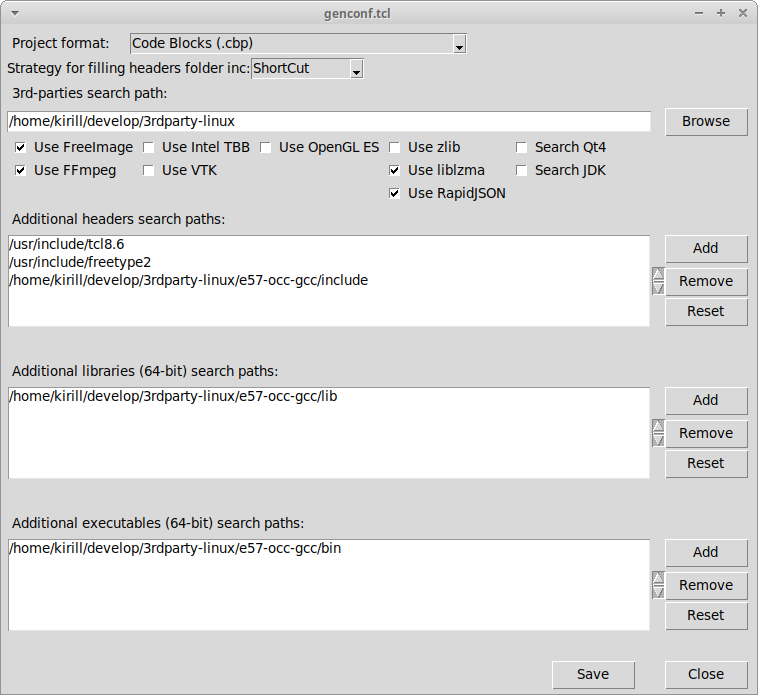 genconf.tcl
Project format: Code Blocks (.cbp)
Strategy for filling headers folder inc: ShortCut
3rd-parties search path:
/home/kirill/develop/3rdparty-linux Browse
Use FreeImage Use Intel TBB Use OpenGL ES Use zlib Search Qt4
Use FFmpeg Use VTK Use liblzma Search JDK
Use RapidJSON
Additional headers search paths:
/usr/include/tcl8.6 Add
/usr/include/freetype2
/home/kirill/develop/3rdparty-linux/e57-occ-gcc/include Remove
Reset
Additional libraries (64-bit) search paths:
/home/kirill/develop/3rdparty-linux/e57-occ-gcc/lib Add
Remove
Reset
Additional executables (64-bit) search paths:
/home/kirill/develop/3rdparty-linux/e57-occ-gcc/bin Add
Remove
Reset
Save Close